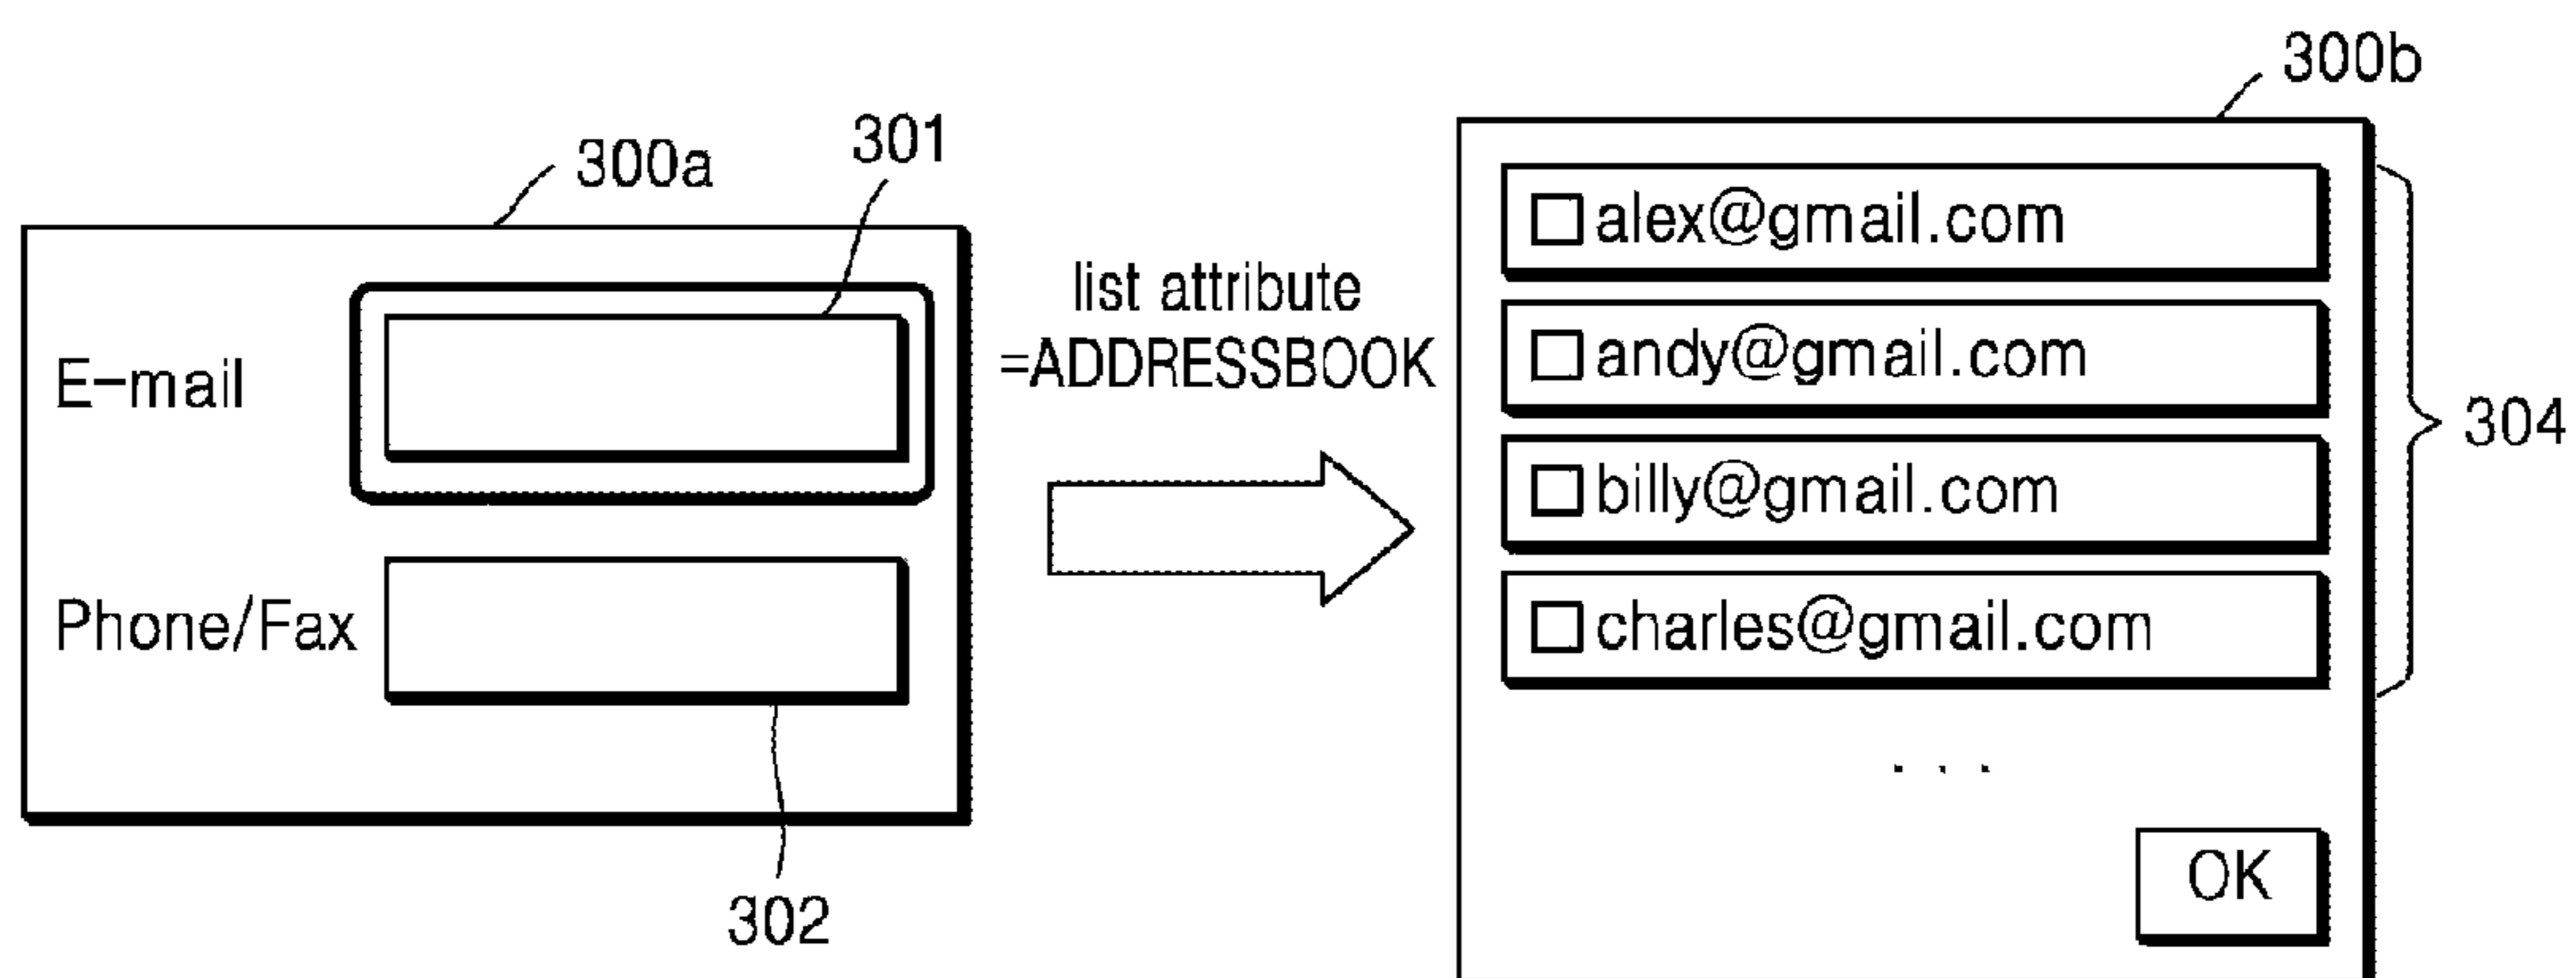 300b
301
300a
□alex@gmail.com
list attribute
=ADDRESSBOOK
□andy@gmail.com
E-mail
304
□billy@gmail.com
Phone/Fax
□charles@gmail.com
. . .
OK
302